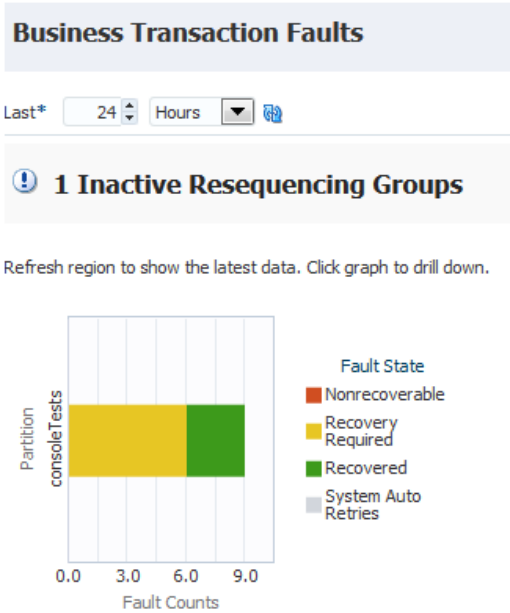 Business Transaction Faults
Last* 24 Hours
1 Inactive Resequencing Groups
Refresh region to show the latest data. Click graph to drill down.
Partition
consoleTests
0.0 3.0 6.0 9.0
Fault Counts
Fault State
Nonrecoverable
Recovery
Required
Recovered
System Auto
Retries